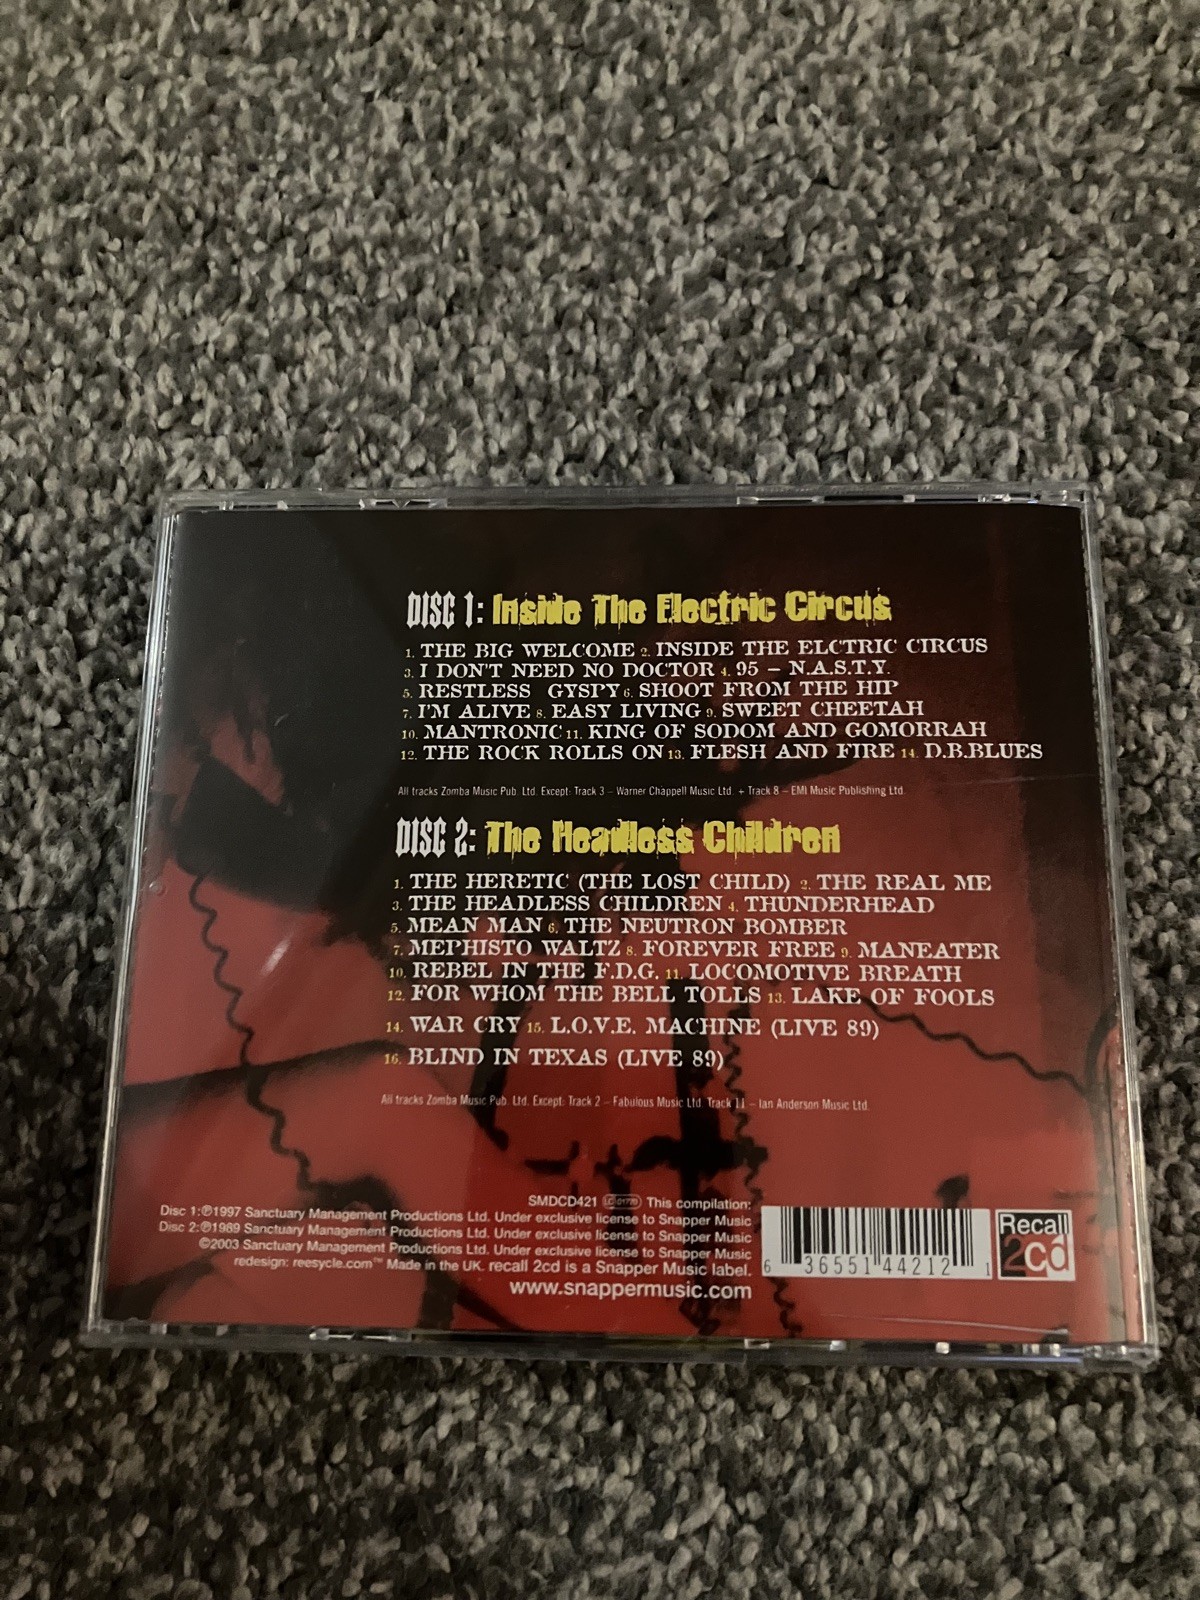 DISC 1: Inside The Electric Circus
1. THE BIG WELCOME 2. INSIDE THE ELCTRIC CIRCUS
3. I DON'T NEED NO DOCTOR 4. 95 – N.A.S.T.Y.
5. RESTLESS GYSPY 6. SHOOT FROM THE HIP
7. I'M ALIVE 8. EASY LIVING 9. SWEET CHEETAH
10. MANTRONIC 11. KING OF SODOM AND GOMORRAH
12. THE ROCK ROLLS ON 13. FLESH AND FIRE 14. D.B.BLUES
All tracks Zomba Music Pub. Ltd. Except: Track 3 – Warner Chappell Music Ltd. + Track 8 – EMI Music Publishing Ltd.
DISC 2: The Headless Children
1. THE HERETIC (THE LOST CHILD) 2. THE REAL ME
3. THE HEADLESS CHILDREN 4. THUNDERHEAD
5. MEAN MAN 6. THE NEUTRON BOMBER
7. MEPHISTO WALTZ 8. FOREVER FREE 9. MANEATER
10. REBEL IN THE F.D.G. 11. LOCOMOTIVE BREATH
12. FOR WHOM THE BELL TOLLS 13. LAKE OF FOOLS
14. WAR CRY 15. L.O.V.E. MACHINE (LIVE 89)
16. BLIND IN TEXAS (LIVE 89)
All tracks Zomba Music Pub. Ltd. Except: Track 2 – Fabulous Music Ltd. Track 11 – Ian Anderson Music Ltd.
SMDCD421 LC 01770 This compilation:
Disc 1:℗1997 Sanctuary Management Productions Ltd. Under exclusive license to Snapper Music
Disc 2:℗1989 Sanctuary Management Productions Ltd. Under exclusive license to Snapper Music
©2003 Sanctuary Management Productions Ltd. Under exclusive license to Snapper Music
redesign: reesycle.com™ Made in the UK. recall 2cd is a Snapper Music label.
www.snappermusic.com
6 36551 44212 1
Recall
2cd